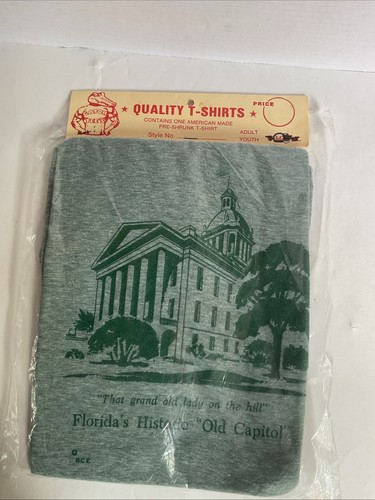 ★ QUALITY T-SHIRTS ★
PRICE
CONTAINS ONE AMERICAN MADE
PRE-SHRUNK T-SHIRT
Style No.
ADULT
YOUTH
"That grand old lady on the hill"
Florida's Historic "Old Capitol"